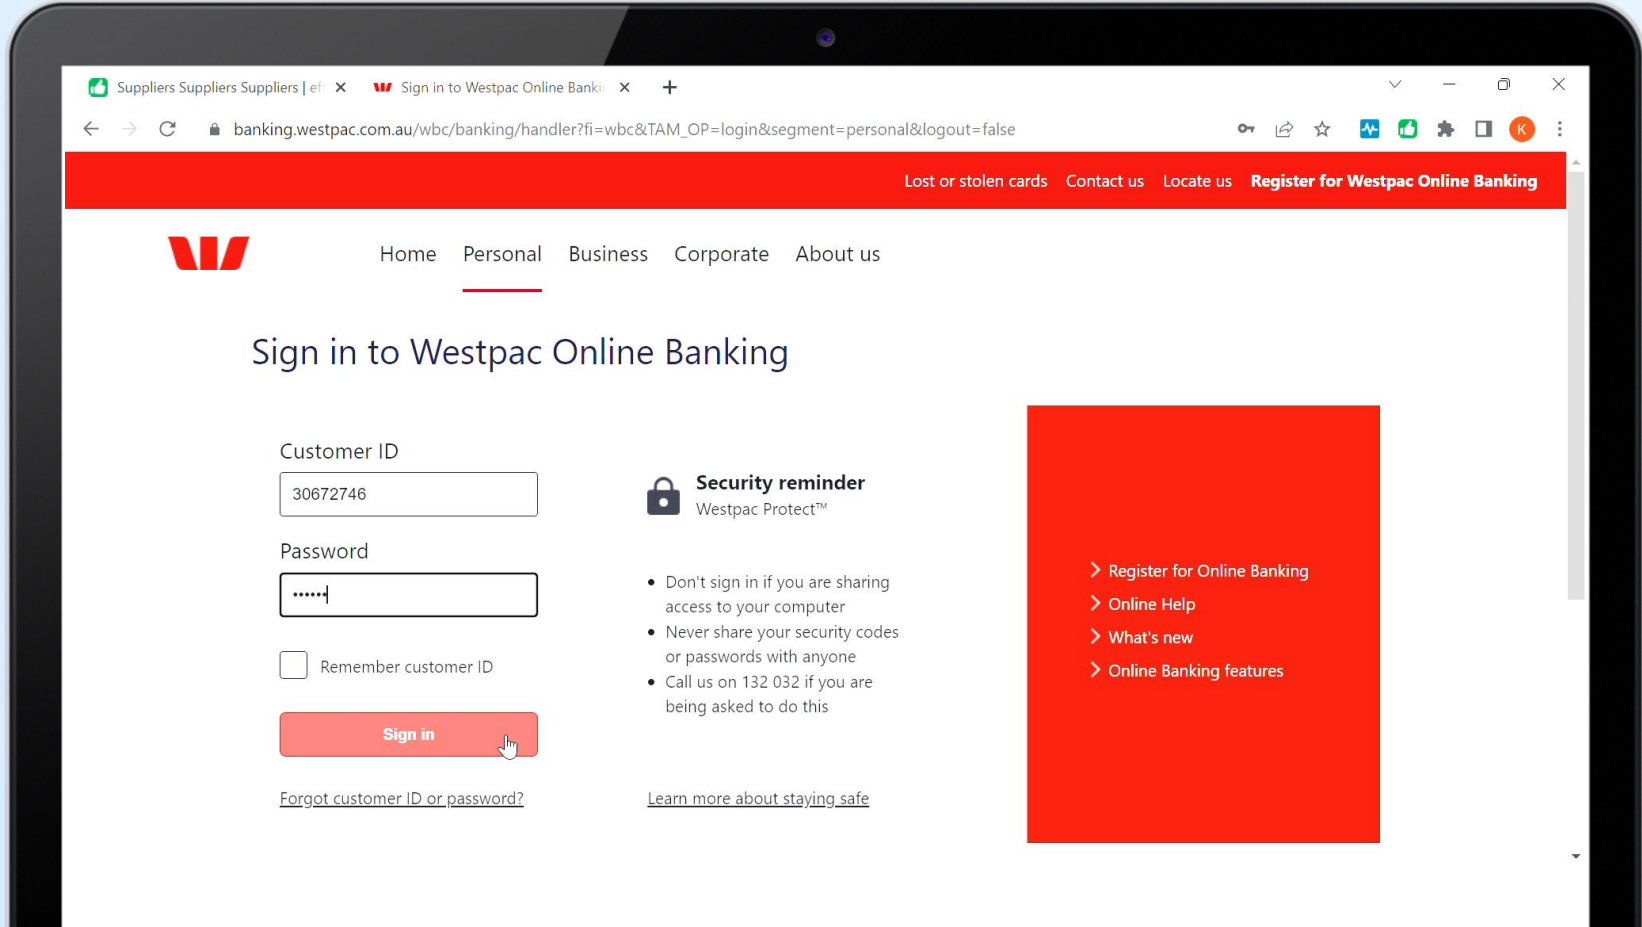 Suppliers Suppliers Suppliers | ef
Sign in to Westpac Online Banki
banking.westpac.com.au/wbc/banking/handler?fi=wbc&TAM_OP=login&segment=personal&logout=false
K
Lost or stolen cards Contact us Locate us Register for Westpac Online Banking
Home Personal Business Corporate About us
Sign in to Westpac Online Banking
Customer ID
30672746
Password
••••••
Remember customer ID
Sign in
Forgot customer ID or password?
Security reminder
Westpac Protect™
• Don't sign in if you are sharing
access to your computer
• Never share your security codes
or passwords with anyone
• Call us on 132 032 if you are
being asked to do this
Learn more about staying safe
Register for Online Banking
Online Help
What's new
Online Banking features